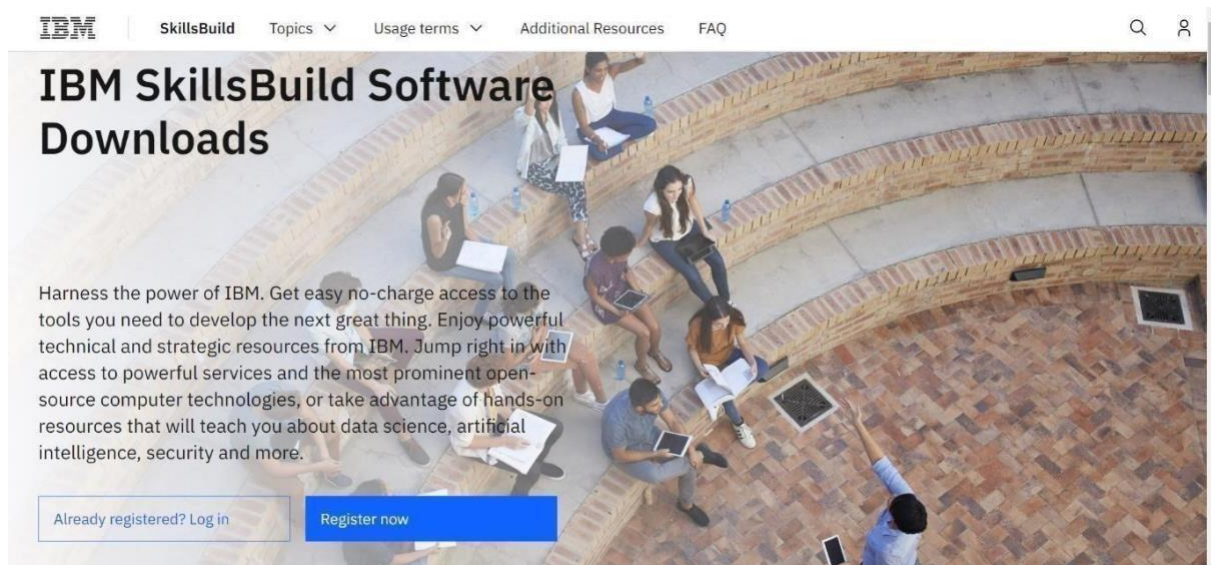 IBM SkillsBuild Topics Usage terms Additional Resources FAQ
IBM SkillsBuild Software
Downloads
Harness the power of IBM. Get easy no-charge access to the
tools you need to develop the next great thing. Enjoy powerful
technical and strategic resources from IBM. Jump right in with
access to powerful services and the most prominent open-
source computer technologies, or take advantage of hands-on
resources that will teach you about data science, artificial
intelligence, security and more.
Already registered? Log in Register now